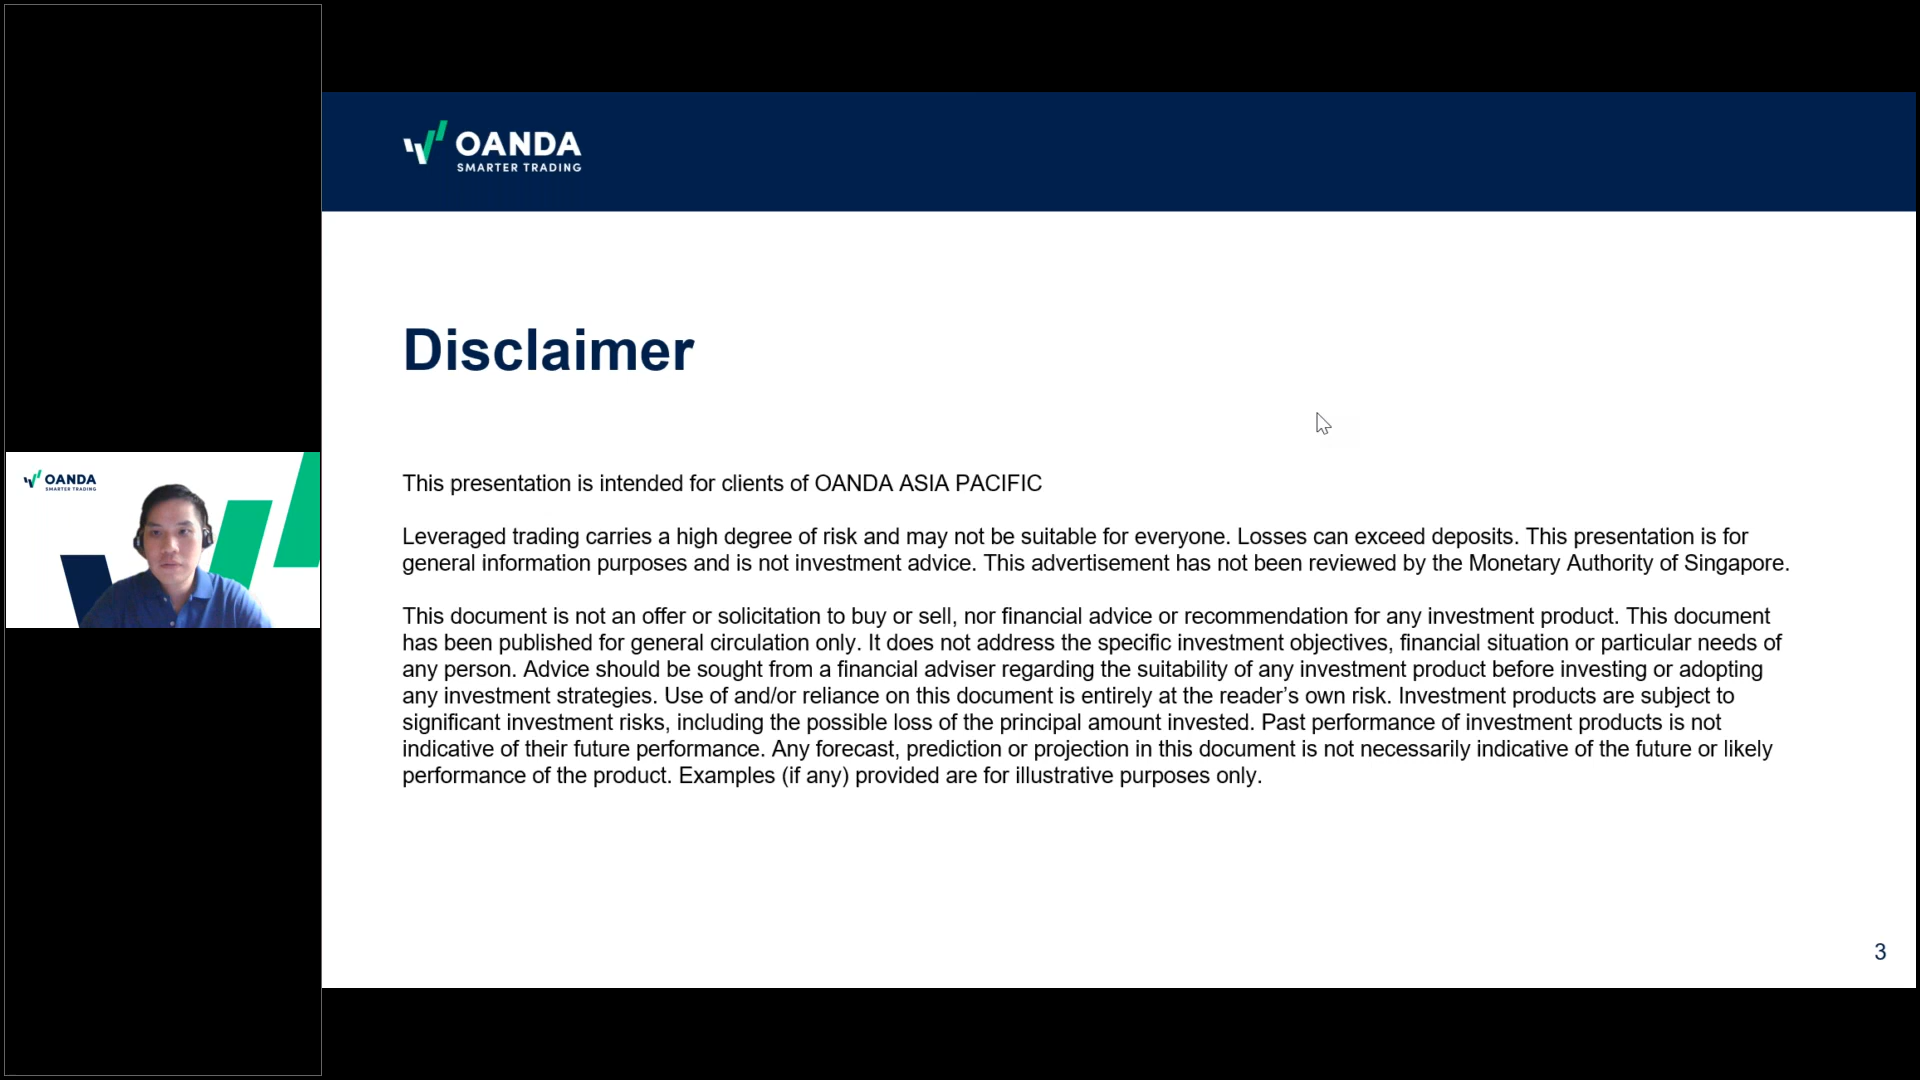 OANDA
SMARTER TRADING
Disclaimer
This presentation is intended for clients of OANDA ASIA PACIFIC
Leveraged trading carries a high degree of risk and may not be suitable for everyone. Losses can exceed deposits. This presentation is for
general information purposes and is not investment advice. This advertisement has not been reviewed by the Monetary Authority of Singapore.
This document is not an offer or solicitation to buy or sell, nor financial advice or recommendation for any investment product. This document
has been published for general circulation only. It does not address the specific investment objectives, financial situation or particular needs of
any person. Advice should be sought from a financial adviser regarding the suitability of any investment product before investing or adopting
any investment strategies. Use of and/or reliance on this document is entirely at the reader’s own risk. Investment products are subject to
significant investment risks, including the possible loss of the principal amount invested. Past performance of investment products is not
indicative of their future performance. Any forecast, prediction or projection in this document is not necessarily indicative of the future or likely
performance of the product. Examples (if any) provided are for illustrative purposes only.
3
OANDA
SMARTER TRADING